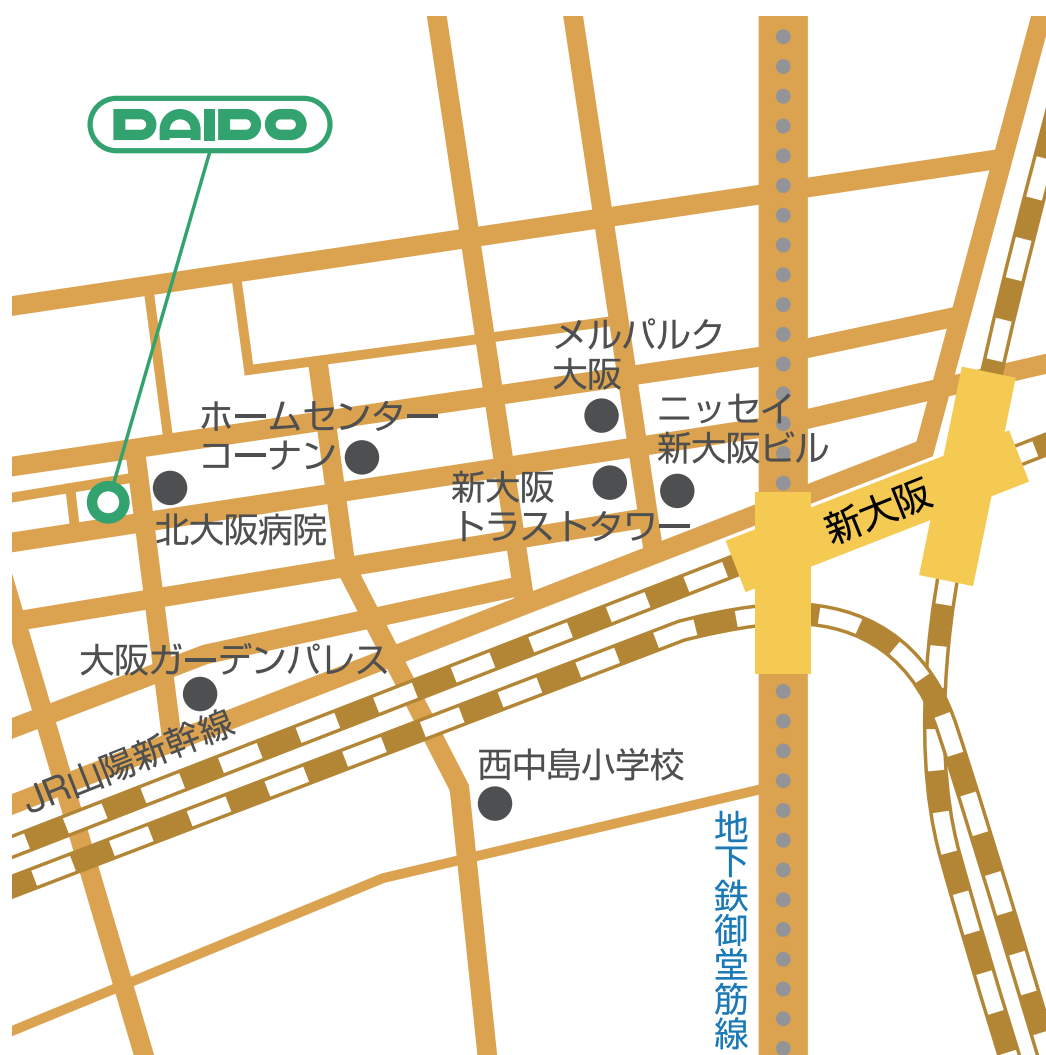 DAIDO
メルパルク
大阪
ホームセンター
コーナン
ニッセイ
新大阪ビル
新大阪
トラストタワー
新大阪
北大阪病院
大阪ガーデンパレス
JR山陽新幹線
西中島小学校
地下鉄御堂筋線